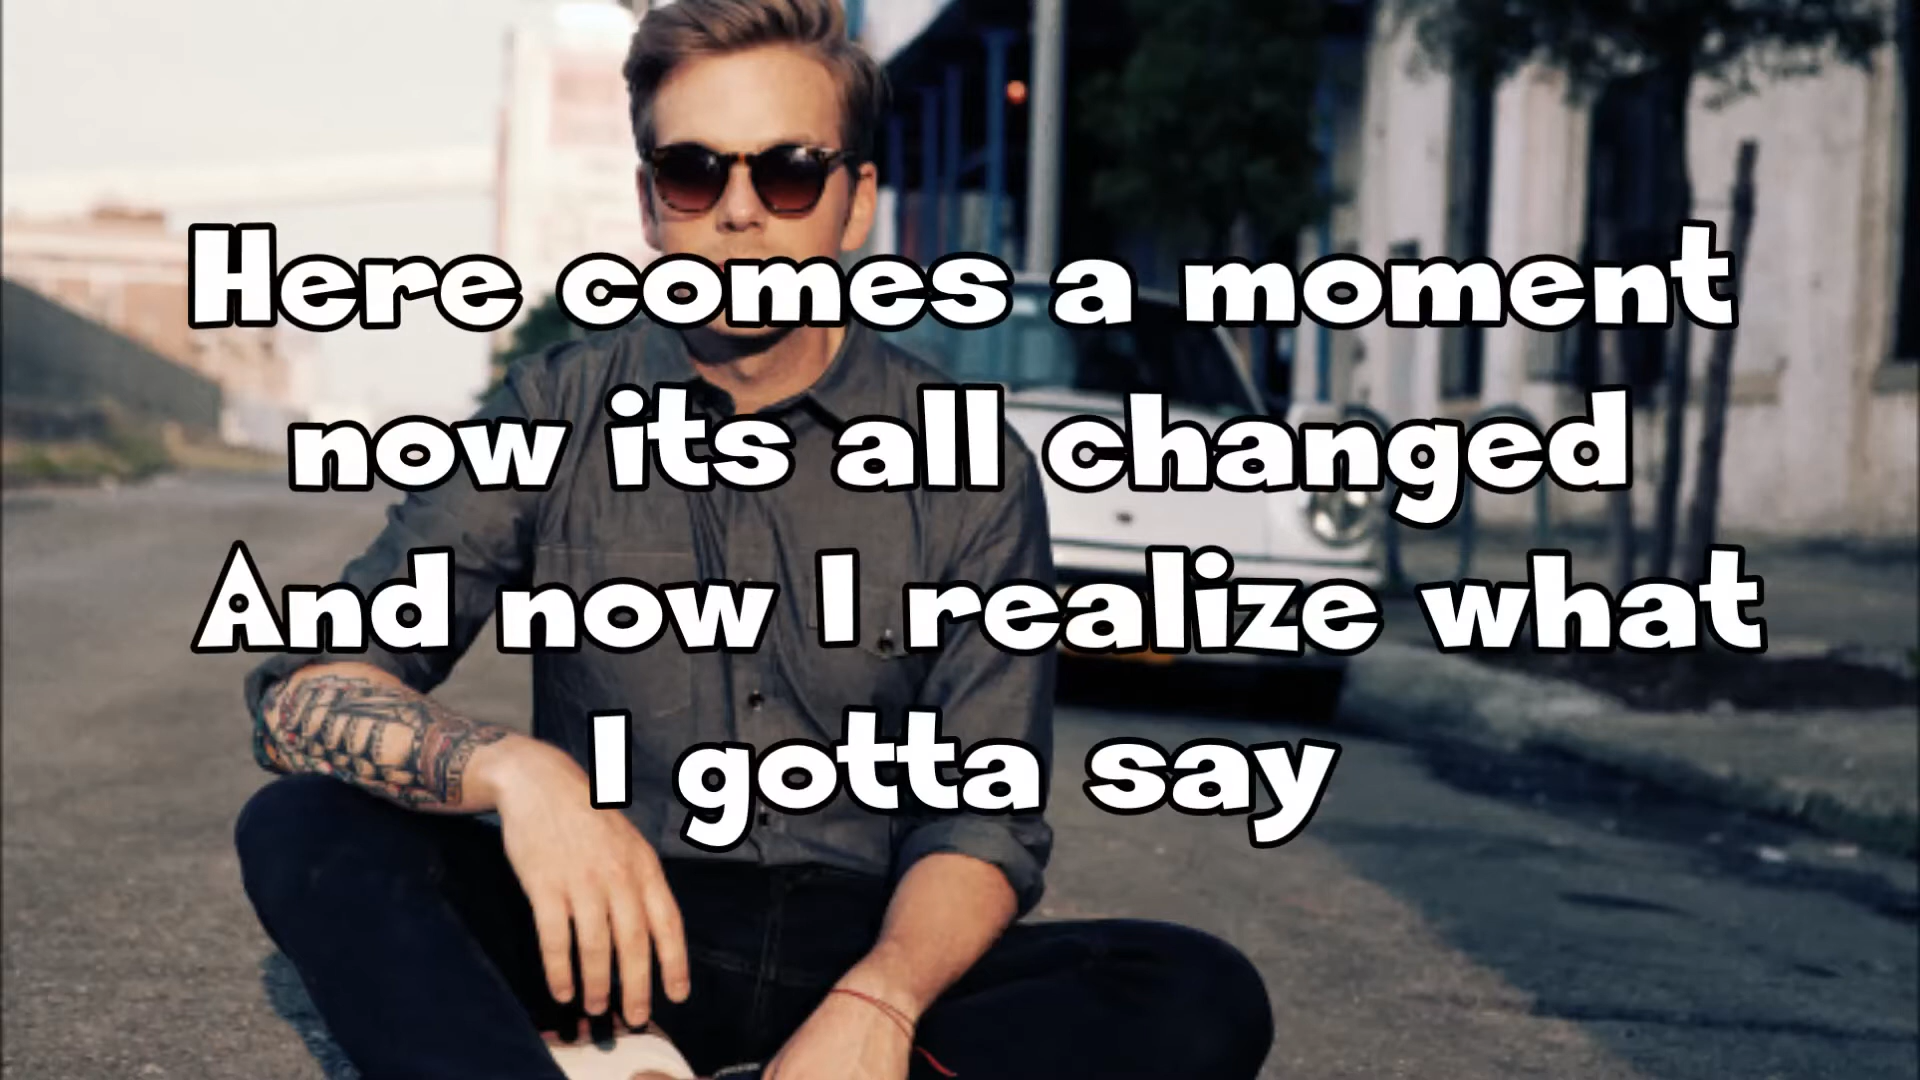 Here comes a moment
now its all changed
And now I realize what
I gotta say